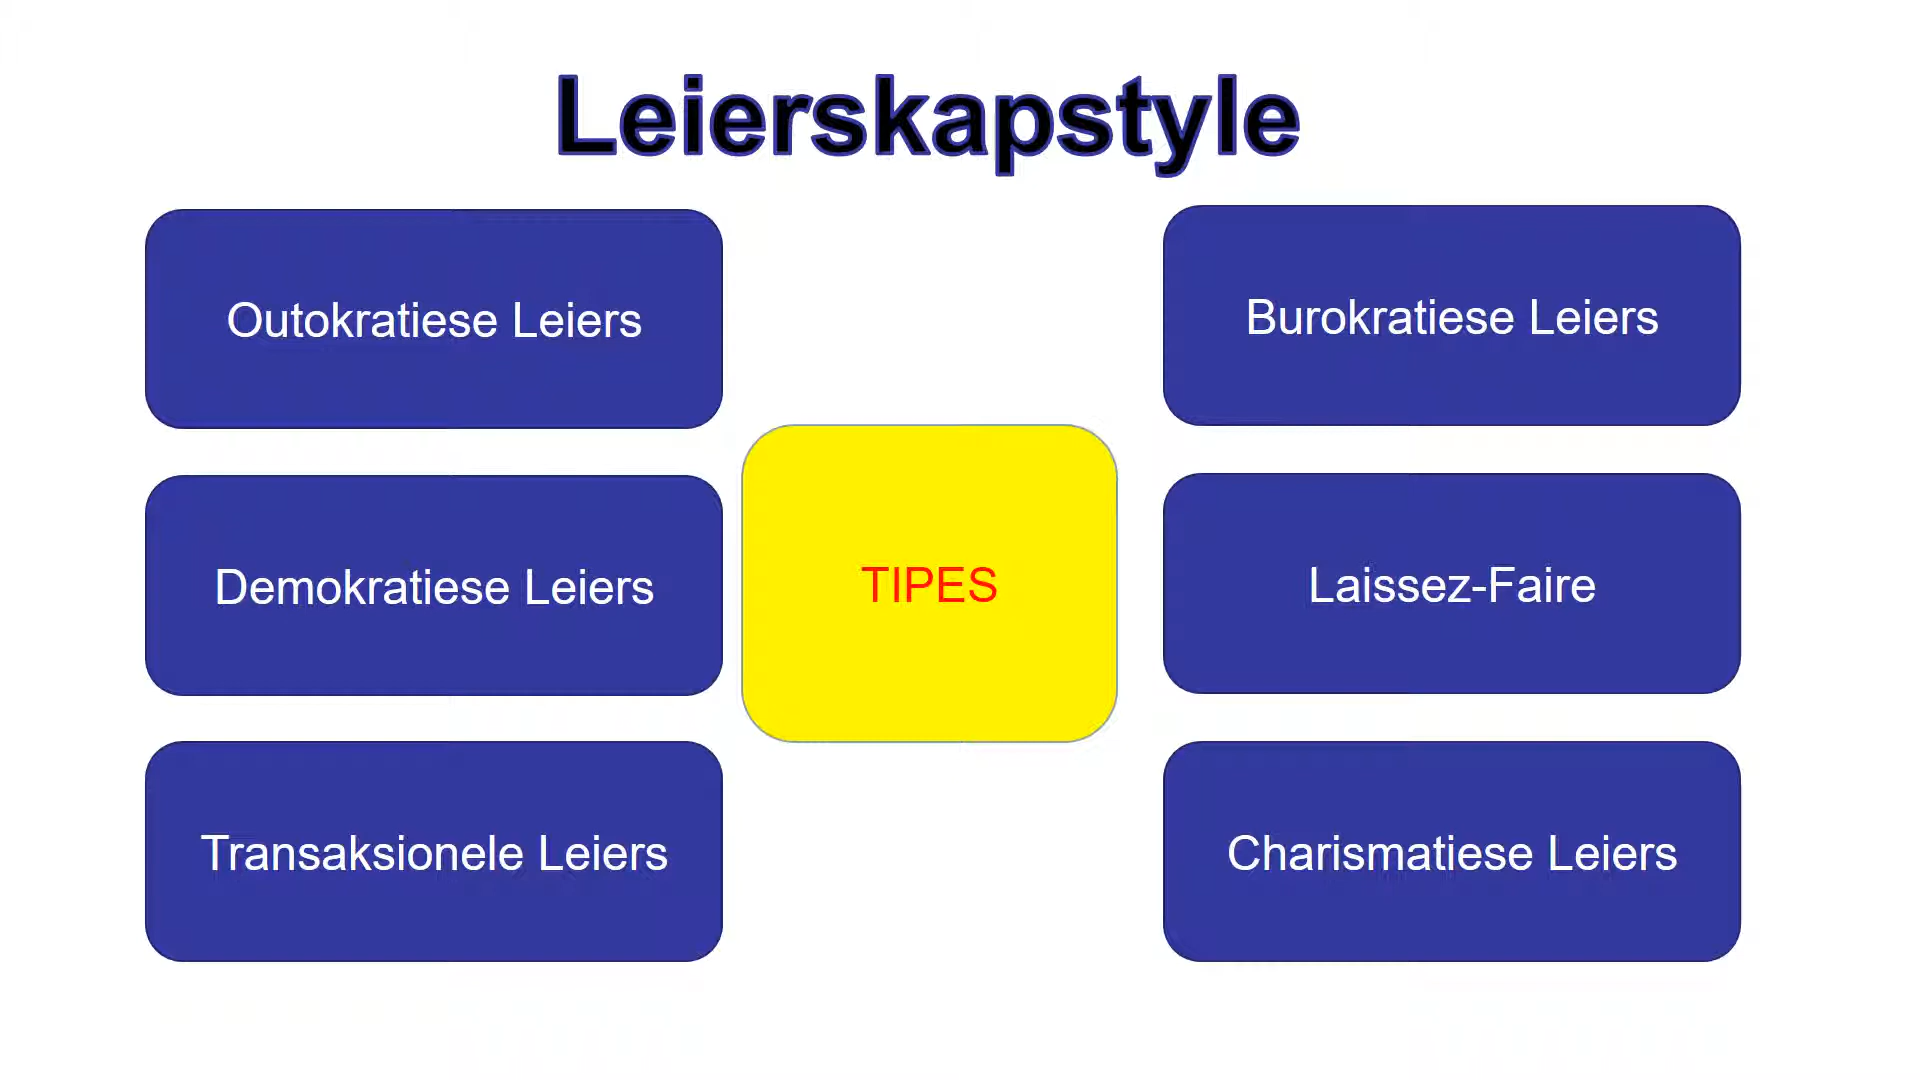 Leierskapstyle
Outokratiese Leiers
Burokratiese Leiers
Demokratiese Leiers
TIPES
Laissez-Faire
Transaksionele Leiers
Charismatiese Leiers